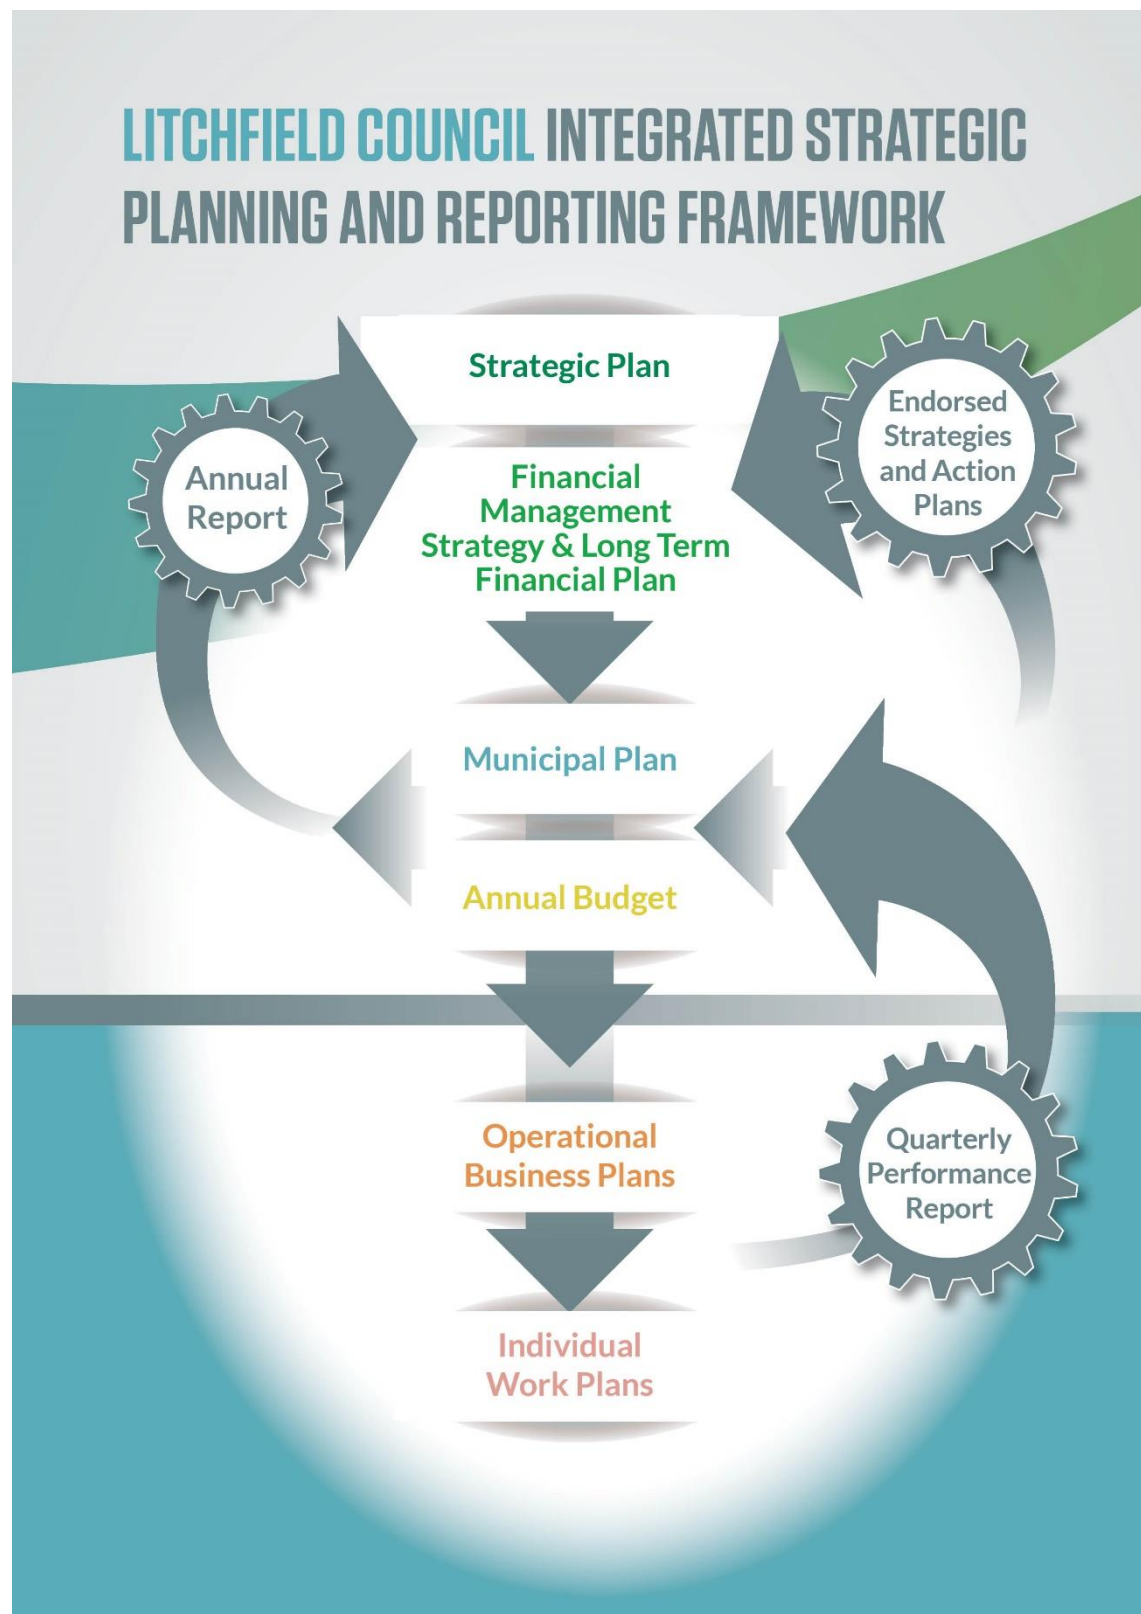 LITCHFIELD COUNCIL INTEGRATED STRATEGIC
PLANNING AND REPORTING FRAMEWORK
Strategic Plan
Financial
Management
Strategy & Long Term
Financial Plan
Annual
Report
Endorsed
Strategies
and Action
Plans
Municipal Plan
Annual Budget
Operational
Business Plans
Quarterly
Performance
Report
Individual
Work Plans